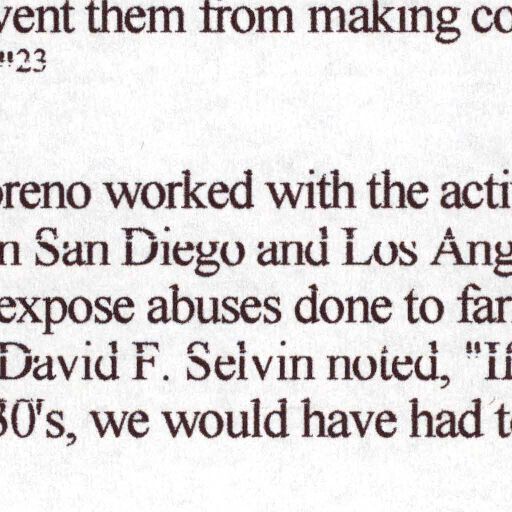 vent them from making co
"23
oreno worked with the acti
n San Diego and Los Ang
expose abuses done to far
David F. Selvin noted, "If
30's, we would have had t